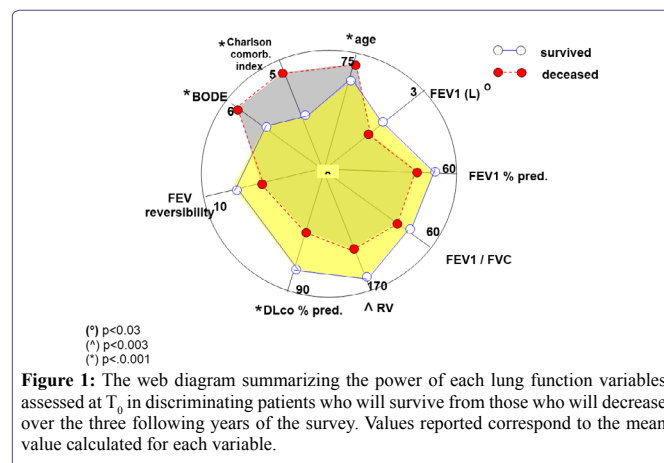 *Charlson
comorb.
index
5
*age
75
survived
deceased
3
FEV1 (L) °
*BODE
6
60
FEV1 % pred.
FEV
reversibility
10
60
FEV1 / FVC
90
*DLco % pred.
170
^ RV
(°) p<0.03
(^) p<0.003
(*) p<.0.001
Figure 1: The web diagram summarizing the power of each lung function variables
assessed at T0 in discriminating patients who will survive from those who will decrease
over the three following years of the survey. Values reported correspond to the mean
value calculated for each variable.